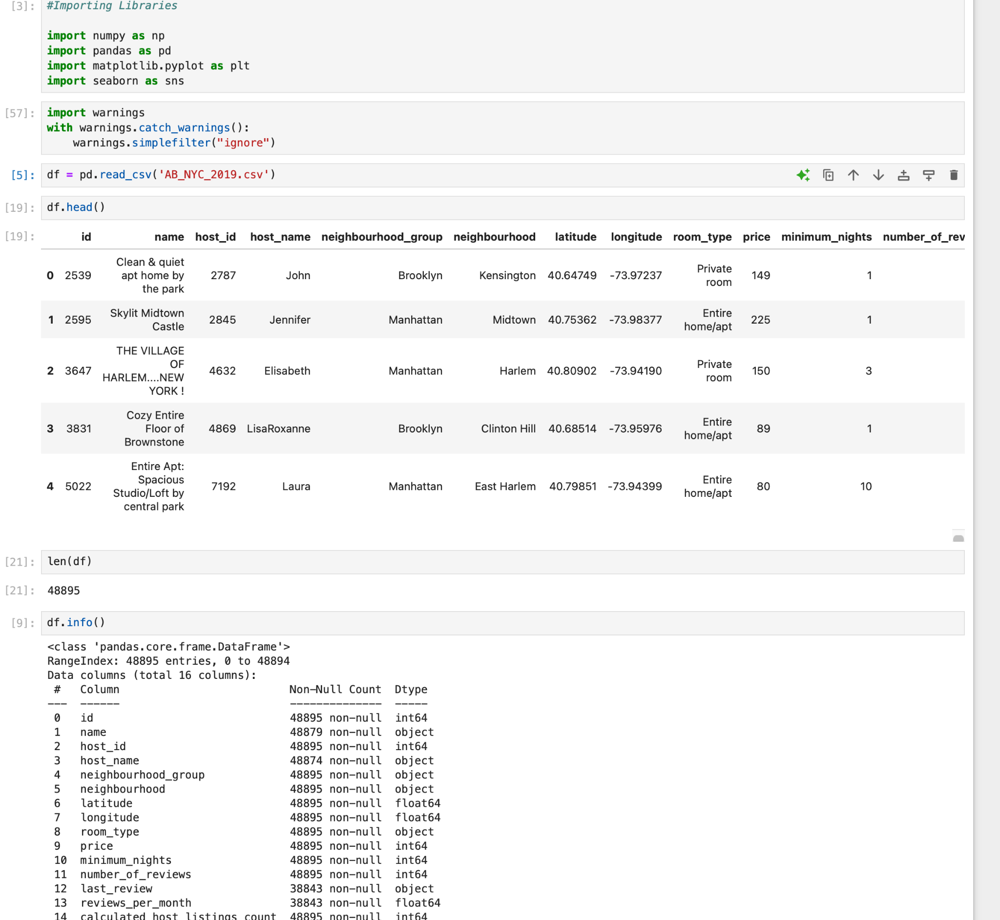 [3]: #Importing Libraries
import numpy as np
import pandas as pd
import matplotlib.pyplot as plt
import seaborn as sns
[57]: import warnings
with warnings.catch_warnings():
    warnings.simplefilter("ignore")
[5]: df = pd.read_csv('AB_NYC_2019.csv')
[19]: df.head()
[19]: id name host_id host_name neighbourhood_group neighbourhood latitude longitude room_type price minimum_nights number_of_rev
0 2539 Clean & quiet apt home by the park 2787 John Brooklyn Kensington 40.64749 -73.97237 Private room 149 1
1 2595 Skylit Midtown Castle 2845 Jennifer Manhattan Midtown 40.75362 -73.98377 Entire home/apt 225 1
2 3647 THE VILLAGE OF HARLEM....NEW YORK ! 4632 Elisabeth Manhattan Harlem 40.80902 -73.94190 Private room 150 3
3 3831 Cozy Entire Floor of Brownstone 4869 LisaRoxanne Brooklyn Clinton Hill 40.68514 -73.95976 Entire home/apt 89 1
4 5022 Entire Apt: Spacious Studio/Loft by central park 7192 Laura Manhattan East Harlem 40.79851 -73.94399 Entire home/apt 80 10
[21]: len(df)
[21]: 48895
[9]: df.info()
<class 'pandas.core.frame.DataFrame'>
RangeIndex: 48895 entries, 0 to 48894
Data columns (total 16 columns):
#   Column   Non-Null Count  Dtype
---  ------   --------------  -----
0   id   48895 non-null  int64
1   name   48879 non-null  object
2   host_id   48895 non-null  int64
3   host_name   48874 non-null  object
4   neighbourhood_group   48895 non-null  object
5   neighbourhood   48895 non-null  object
6   latitude   48895 non-null  float64
7   longitude   48895 non-null  float64
8   room_type   48895 non-null  object
9   price   48895 non-null  int64
10  minimum_nights   48895 non-null  int64
11  number_of_reviews   48895 non-null  int64
12  last_review   38843 non-null  object
13  reviews_per_month   38843 non-null  float64
14  calculated_host_listings_count   48895 non-null  int64